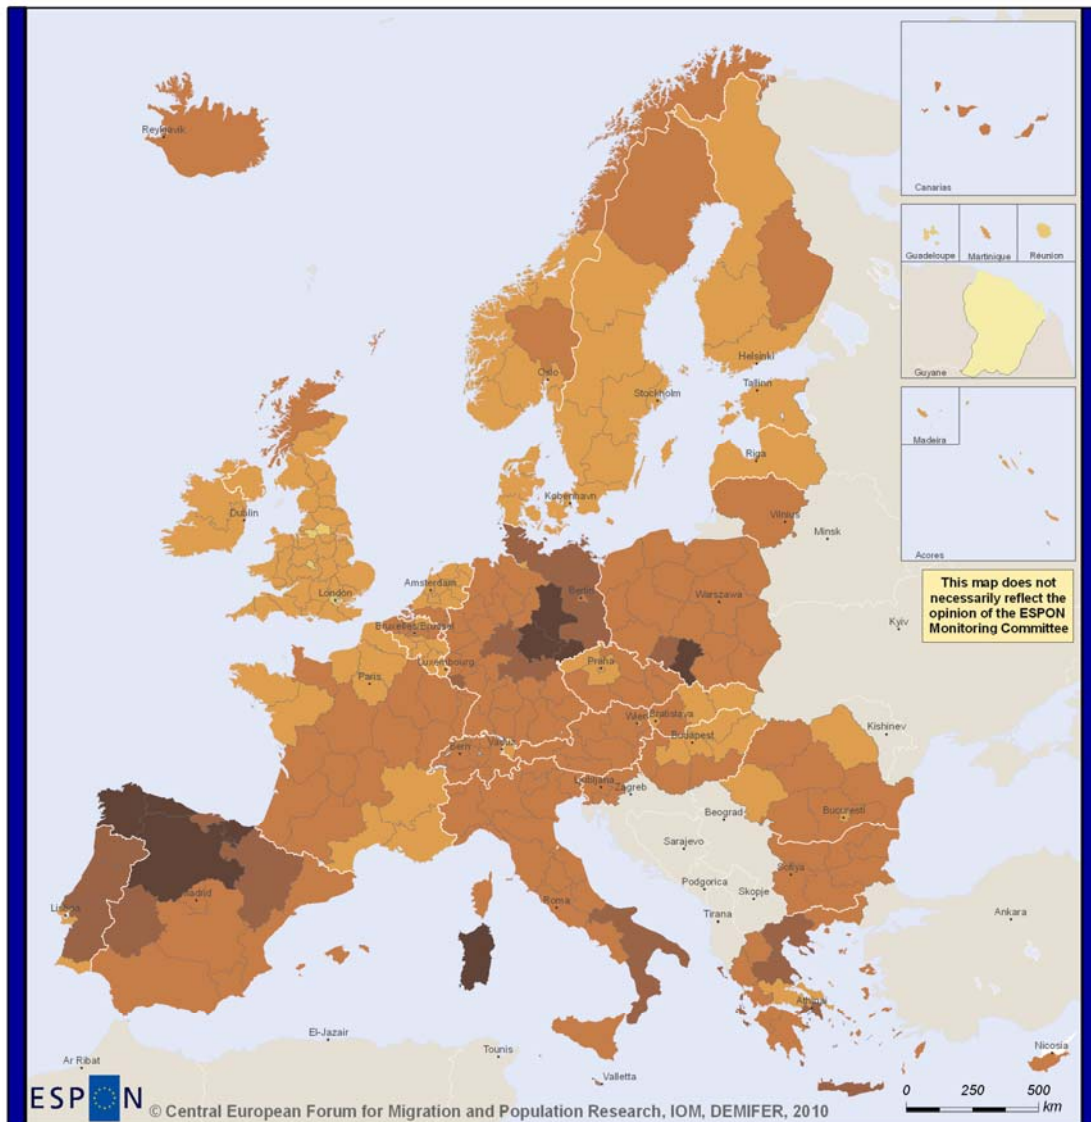 Reykjavik
Canarias
Guadeloupe
Martinique
Réunion
Guyane
Helsinki
Oslo
Tallinn
Stockholm
Madeira
Riga
København
Dublin
Vilnius
Minsk
Acores
Amsterdam
Berlin
London
Warszawa
This map does not
necessarily reflect the
opinion of the ESPON
Monitoring Committee
Bruxelles/Brussel
Kyiv
Luxembourg
Praha
Paris
Wien
Bratislava
Kishinev
Budapest
Bern
Vaduz
Ljubljana
Zagreb
Beograd
Bucuresti
Sarajevo
Sofiya
Podgorica
Skopje
Madrid
Roma
Lisboa
Tirana
Ankara
Athinai
El-Jazair
Nicosia
Ar Ribat
Tounis
Valletta
0 250 500
km
ESPON © Central European Forum for Migration and Population Research, IOM, DEMIFER, 2010